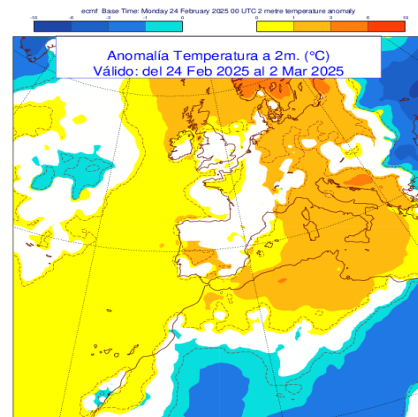 ecmf Base Time: Monday 24 February 2025 00 UTC 2 metre temperature anomaly
Anomalía Temperatura a 2m. (°C)
Válido: del 24 Feb 2025 al 2 Mar 2025